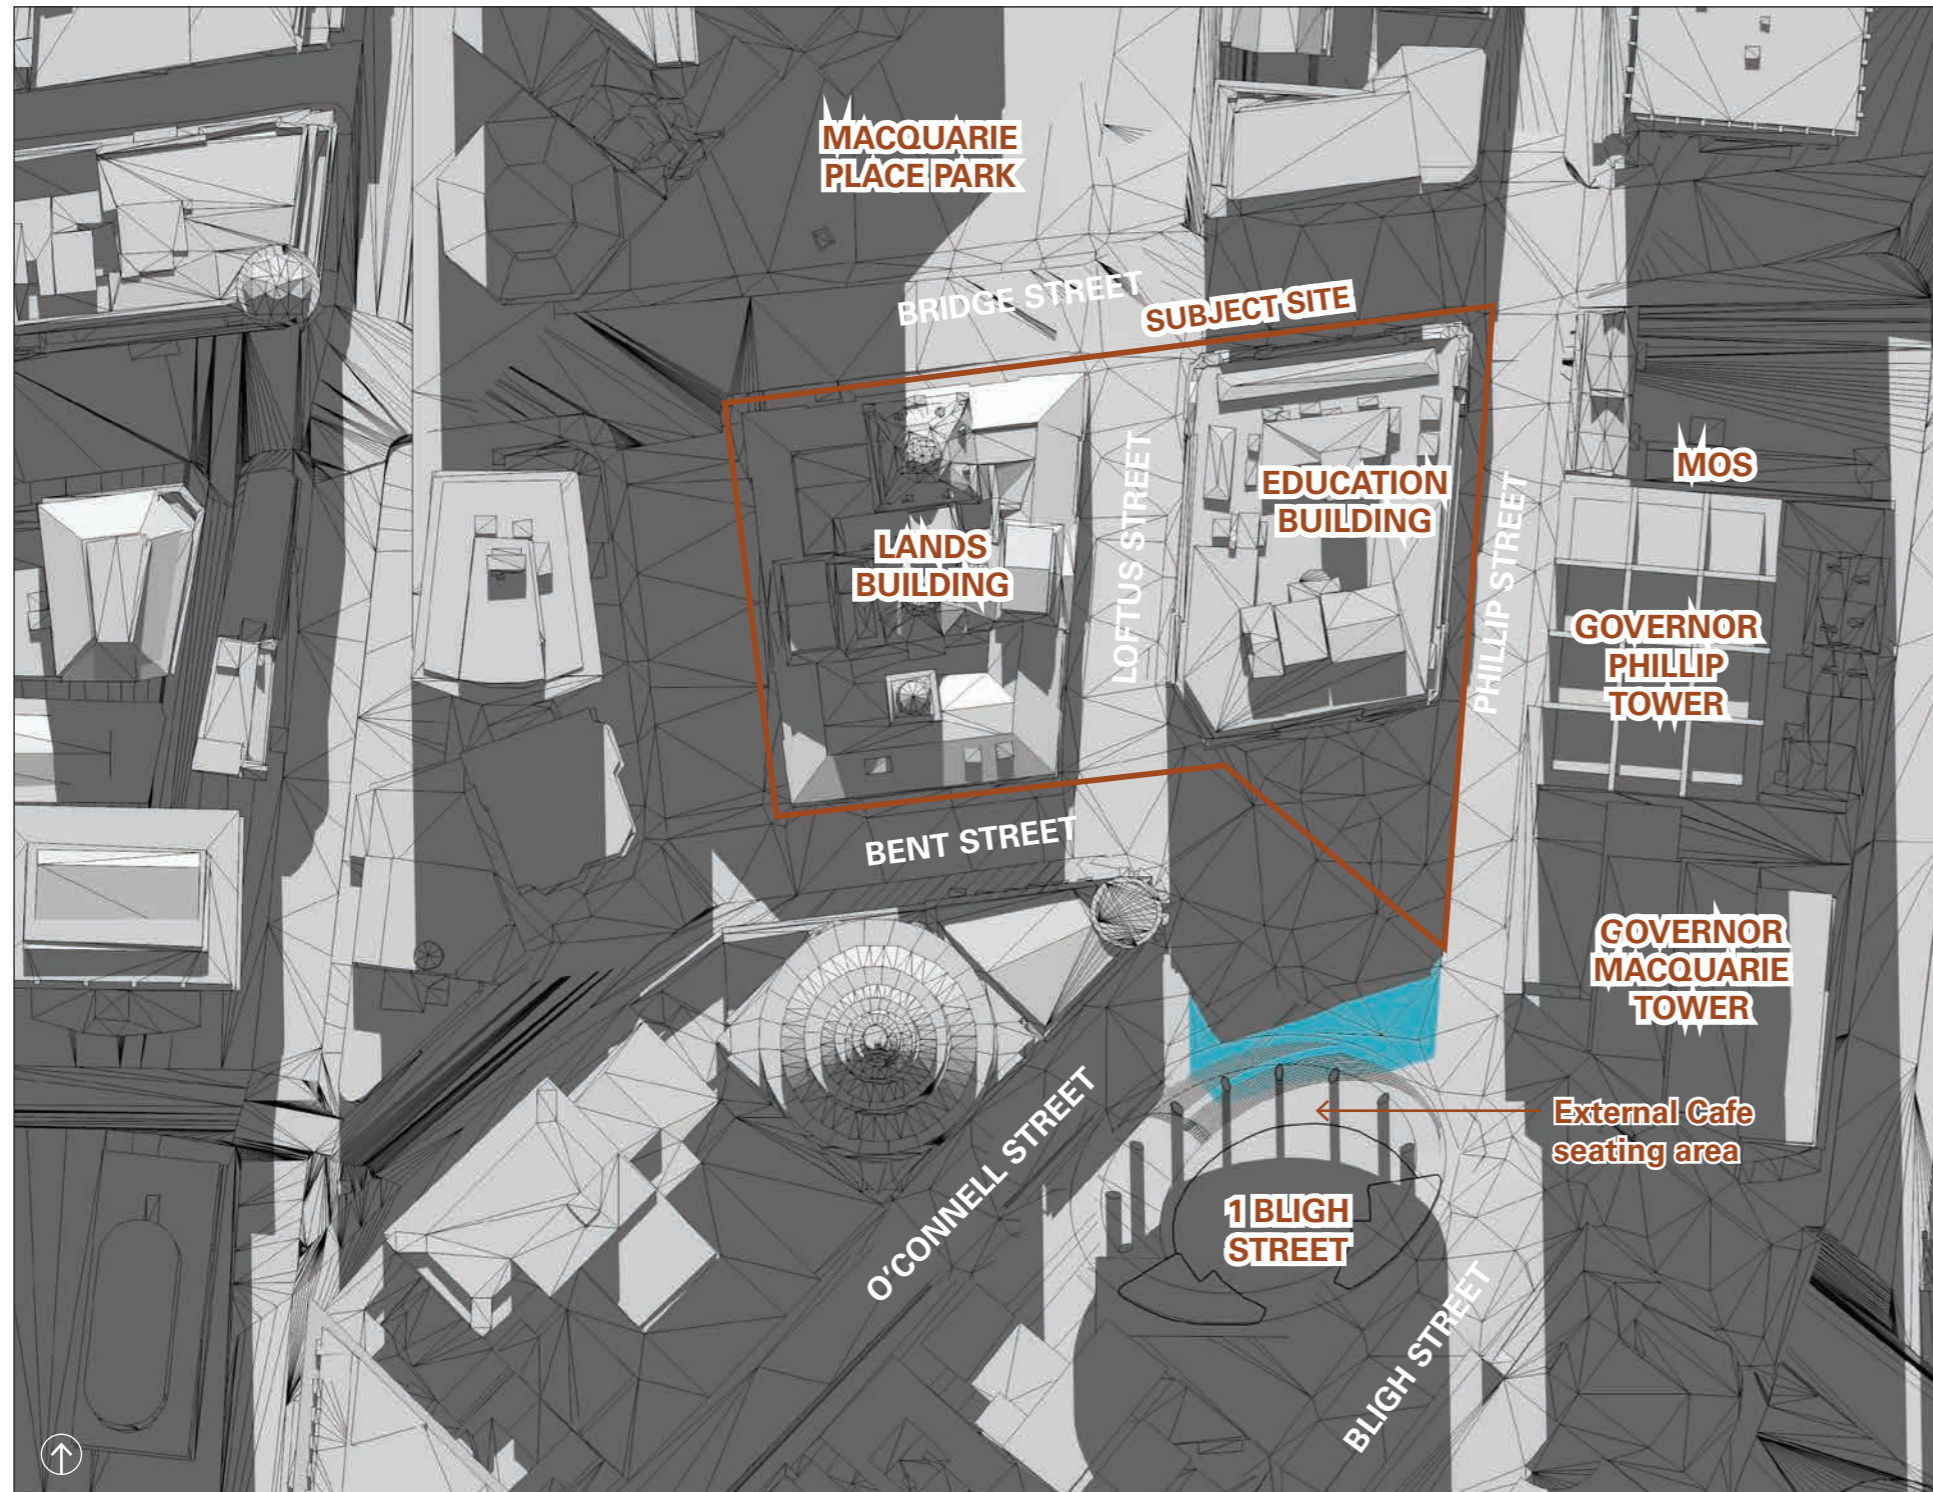 MACQUARIE
PLACE PARK
BRIDGE STREET
SUBJECT SITE
MOS
EDUCATION
BUILDING
LANDS
BUILDING
LOFTUS STREET
PHILLIP STREET
GOVERNOR
PHILLIP
TOWER
BENT STREET
GOVERNOR
MACQUARIE
TOWER
External Cafe
seating area
O'CONNELL STREET
1 BLIGH
STREET
BLIGH STREET